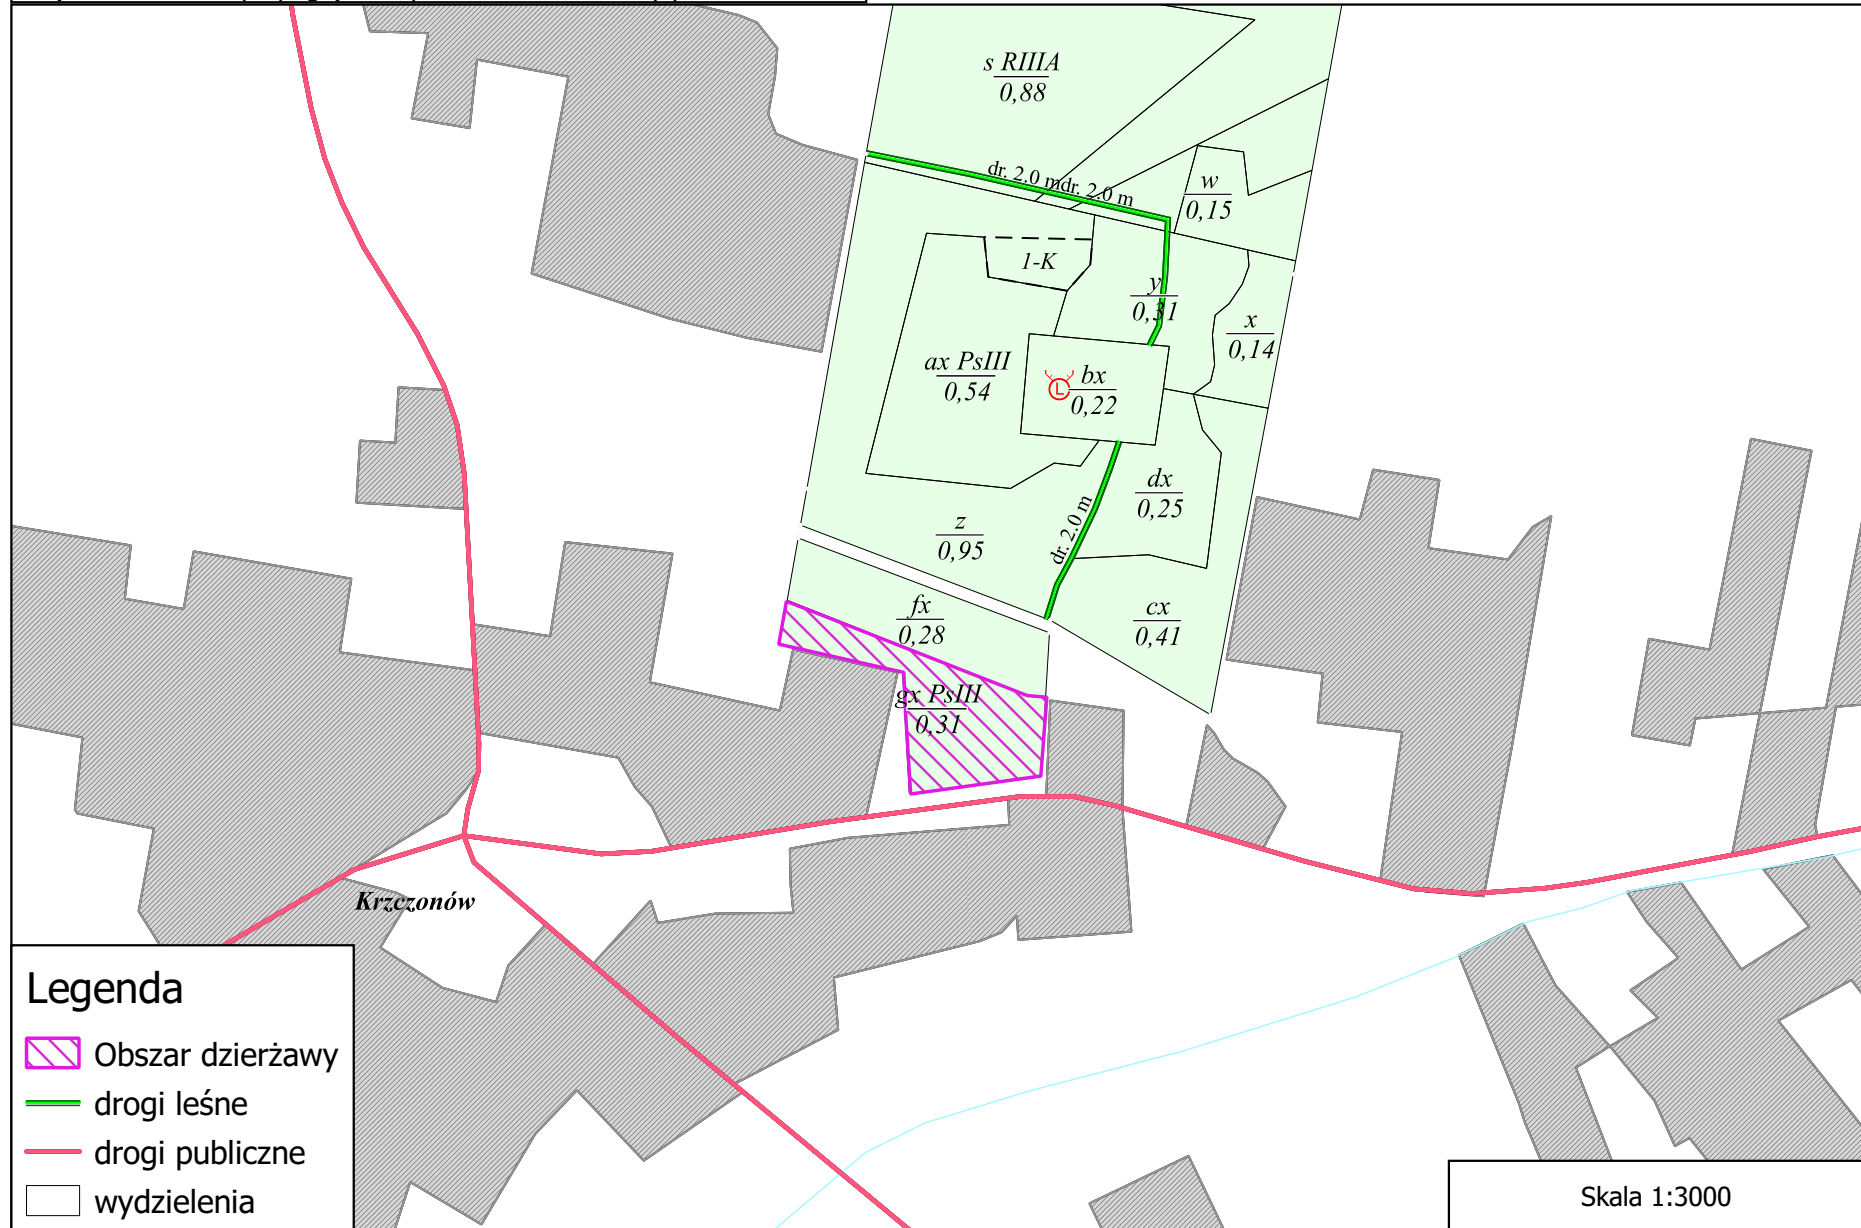 s RIIIA
0,88
dr. 2.0 m
dr. 2.0 m
w
0,15
1-K
y
0,31
x
0,14
ax PsIII
0,54
L
bx
0,22
dx
0,25
dr. 2.0 m
z
0,95
fx
0,28
cx
0,41
gx PsIII
0,31
Krzczonów
Legenda
Obszar dzierżawy
drogi leśne
drogi publiczne
wydzielenia
Skala 1:3000